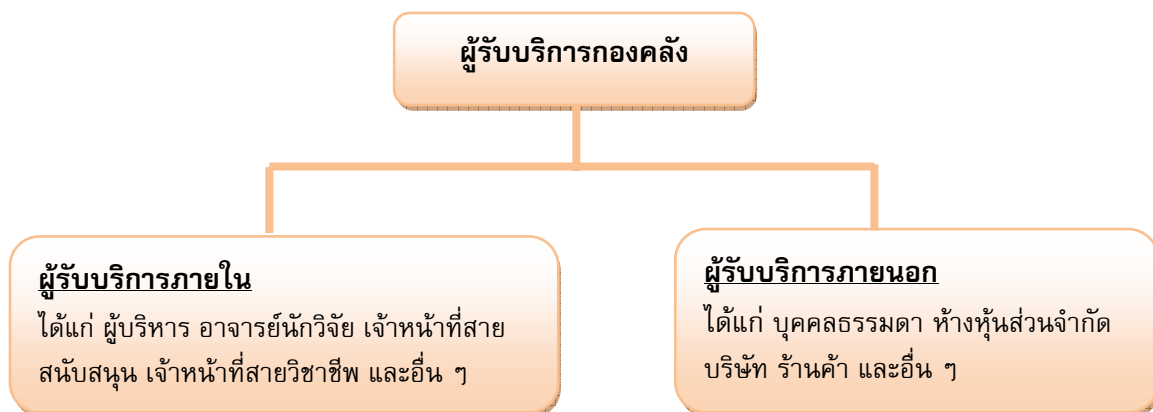 ผู้รับบริการกองคลัง
ผู้รับบริการภายใน
ได้แก่ ผู้บริหาร อาจารย์นักวิจัย เจ้าหน้าที่สาย
สนับสนุน เจ้าหน้าที่สายวิชาชีพ และอื่น ๆ
ผู้รับบริการภายนอก
ได้แก่ บุคคลธรรมดา ห้างหุ้นส่วนจำกัด
บริษัท ร้านค้า และอื่น ๆ